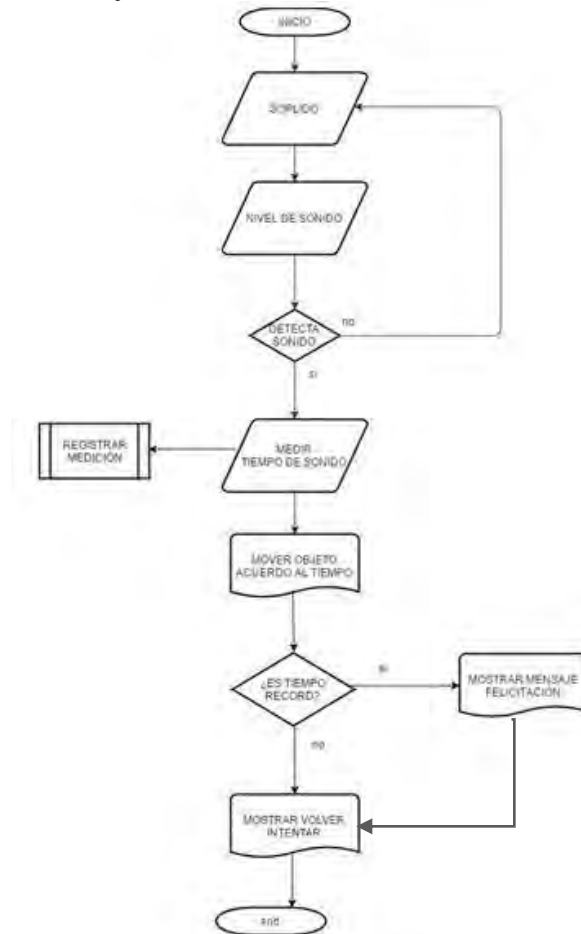 INICIO
SOPLIDO
NIVEL DE SONIDO
DETECTA
SONIDO
no
si
REGISTRAR
MEDICIÓN
MEDIR
TIEMPO DE SONIDO
MOVER OBJETO
ACUERDO AL TIEMPO
¿ES TIEMPO
RECORD?
si
MOSTRAR MENSAJE
FELICITACIÓN
no
MOSTRAR VOLVER
INTENTAR
end